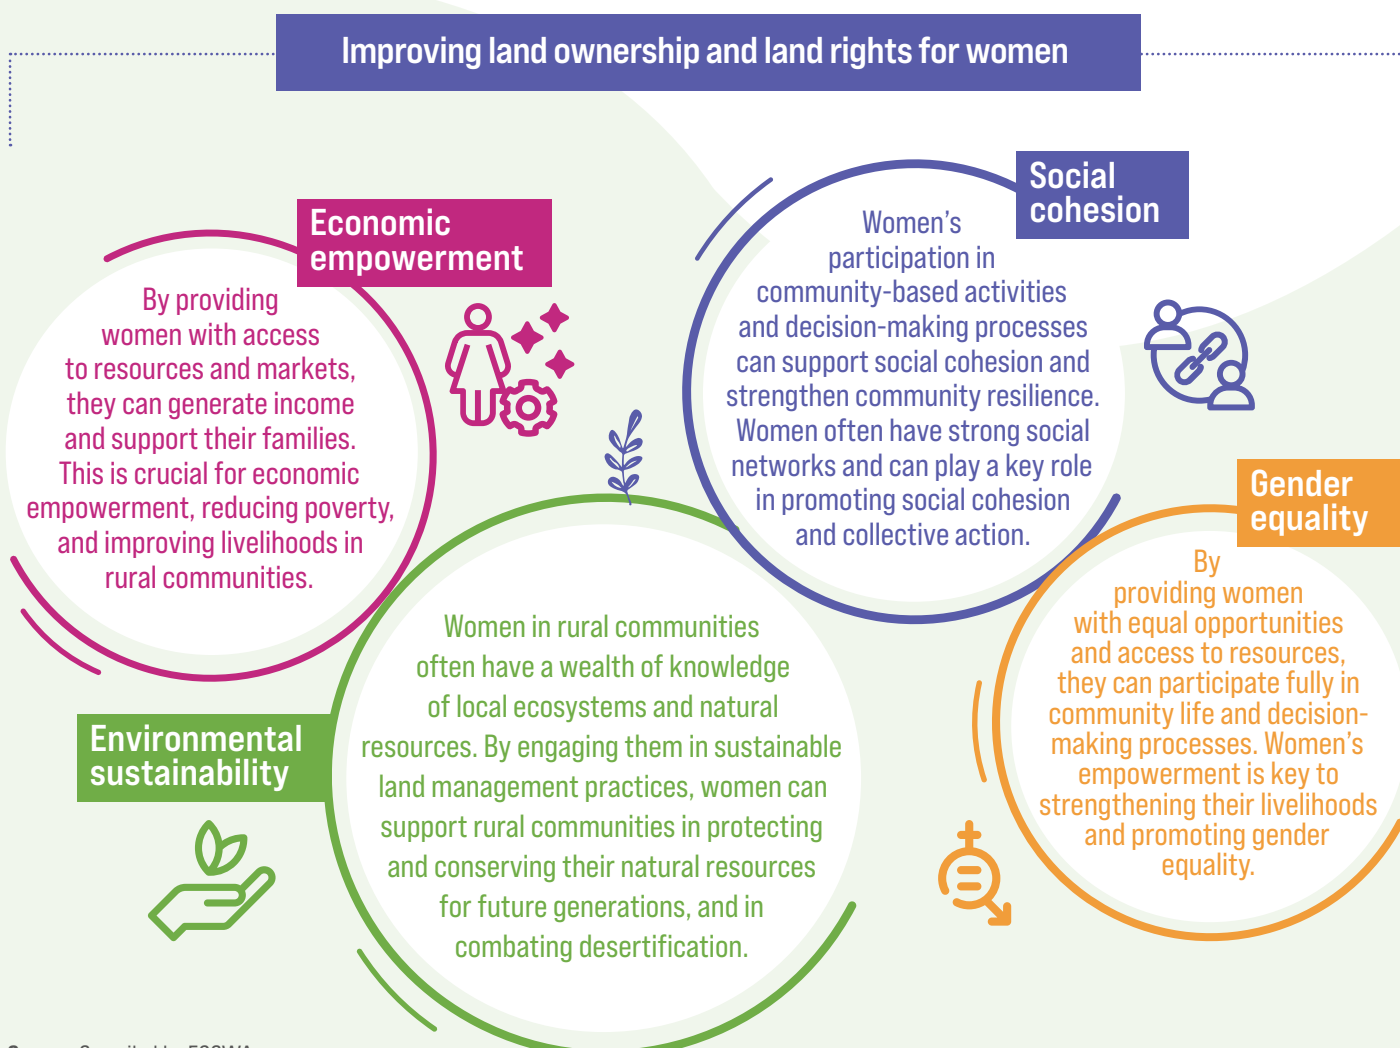 Improving land ownership and land rights for women
Economic
empowerment
By providing
women with access
to resources and markets,
they can generate income
and support their families.
This is crucial for economic
empowerment, reducing poverty,
and improving livelihoods in
rural communities.
Social
cohesion
Women’s
participation in
community-based activities
and decision-making processes
can support social cohesion and
strengthen community resilience.
Women often have strong social
networks and can play a key role
in promoting social cohesion
and collective action.
Environmental
sustainability
Women in rural communities
often have a wealth of knowledge
of local ecosystems and natural
resources. By engaging them in sustainable
land management practices, women can
support rural communities in protecting
and conserving their natural resources
for future generations, and in
combating desertification.
Gender
equality
By
providing women
with equal opportunities
and access to resources,
they can participate fully in
community life and decision-
making processes. Women’s
empowerment is key to
strengthening their livelihoods
and promoting gender
equality.